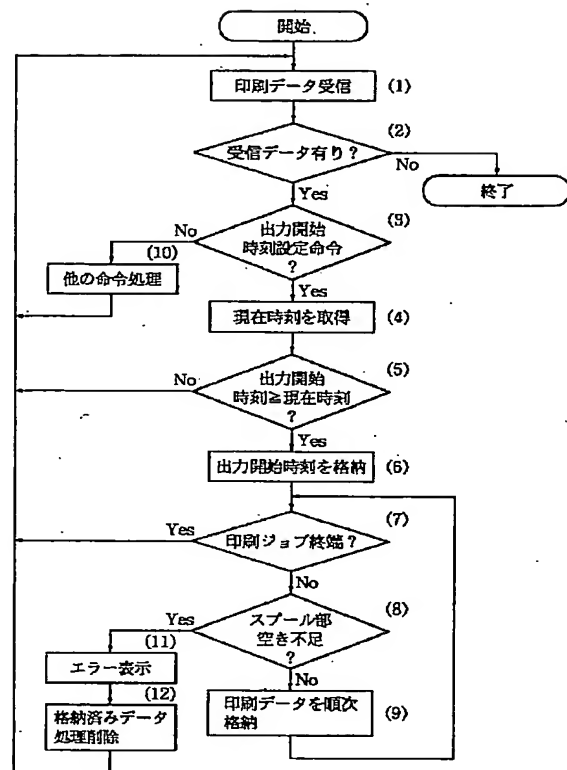 開始
印刷データ受信
(1)
(2)
受信データ有り？
No
Yes
終了
(3)
出力開始
時刻設定命令
？
No
(10)
他の命令処理
Yes
現在時刻を取得
(4)
(5)
出力開始
時刻≧現在時刻
？
No
Yes
出力開始時刻を格納
(6)
(7)
Yes
印刷ジョブ終端？
No
(8)
Yes
スプール部
空き不足
？
(11)
エラー表示
No
(12)
格納済みデータ
処理削除
印刷データを順次
格納
(9)